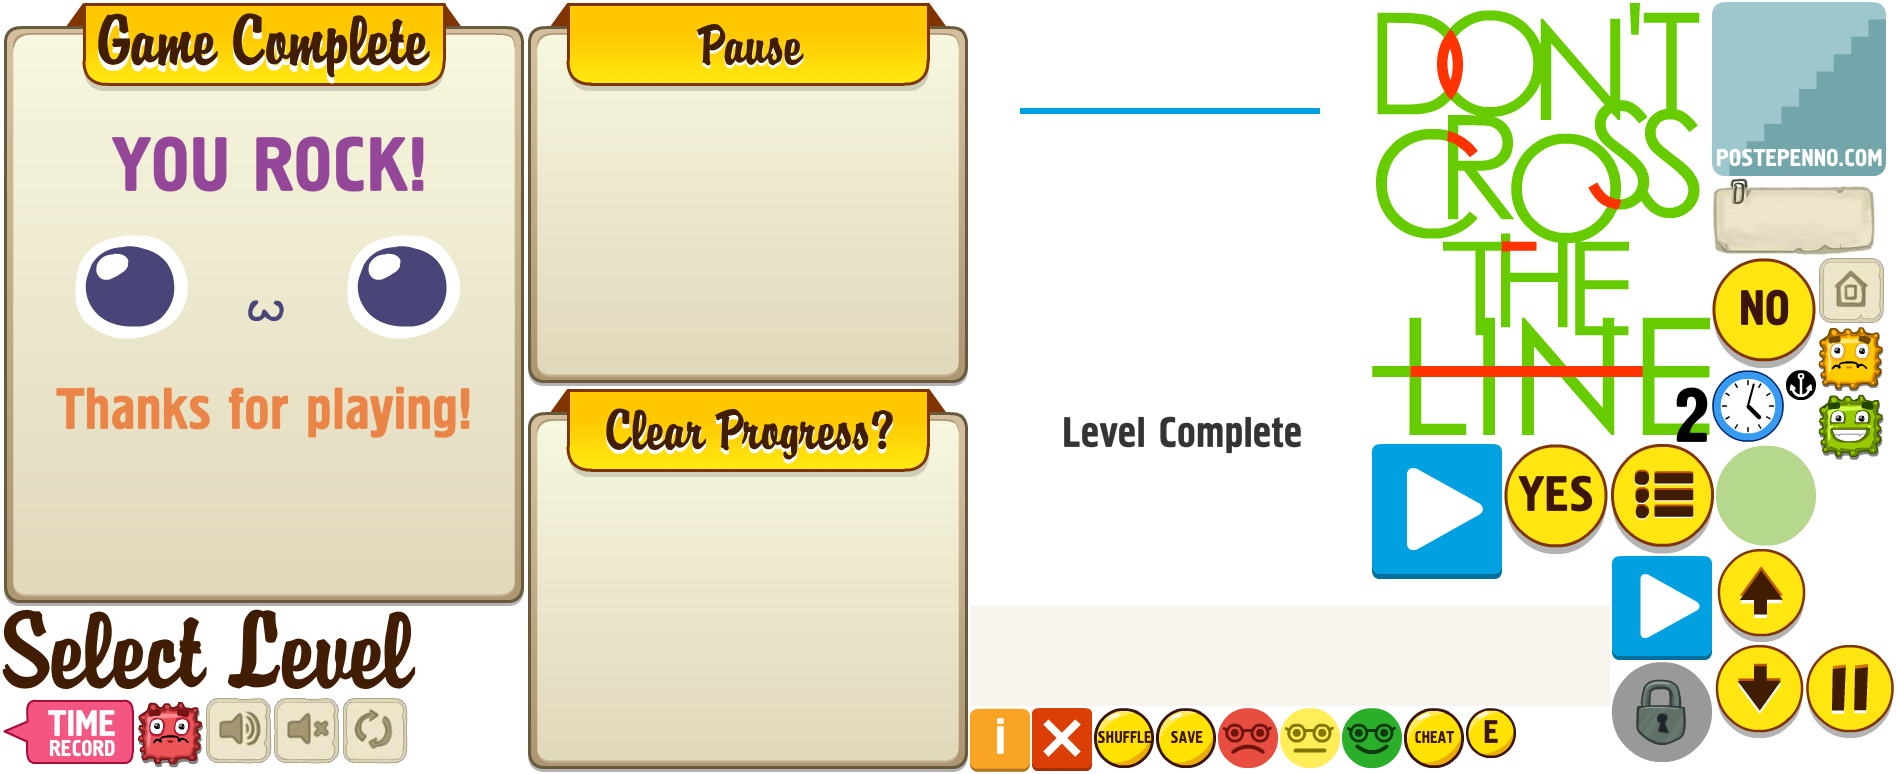 Game Complete
YOU ROCK!
Thanks for playing!
Select Level
TIME
RECORD
Pause
Clear Progress?
Level Complete
DON'T
CROSS
THE
LINE
POSTEPENNO.COM
NO
2
YES
i
SHUFFLE
SAVE
CHEAT
E